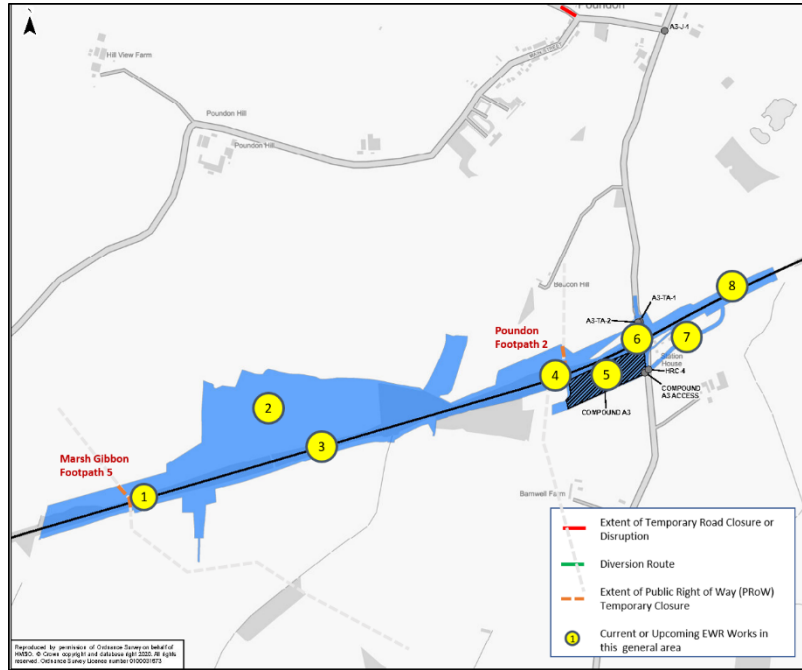 Poundon
A3-J-1
Hill View Farm
MAIN STREET
Poundon Hill
Poundon Hill
Beacon Hill
8
A3-TA-1
A3-TA-2
Poundon
Footpath 2
6
7
Station
House
4
5
HRC-4
COMPOUND
A3 ACCESS
COMPOUND A3
2
3
Marsh Gibbon
Footpath 5
1
Barnwell Farm
Extent of Temporary Road Closure or
Disruption
Diversion Route
Extent of Public Right of Way (PRoW)
Temporary Closure
1
Current or Upcoming EWR Works in
this general area
Reproduced by permission of Ordnance Survey on behalf of
HMSO. © Crown copyright and database right 2020. All rights
reserved. Ordnance Survey Licence number 0100031673